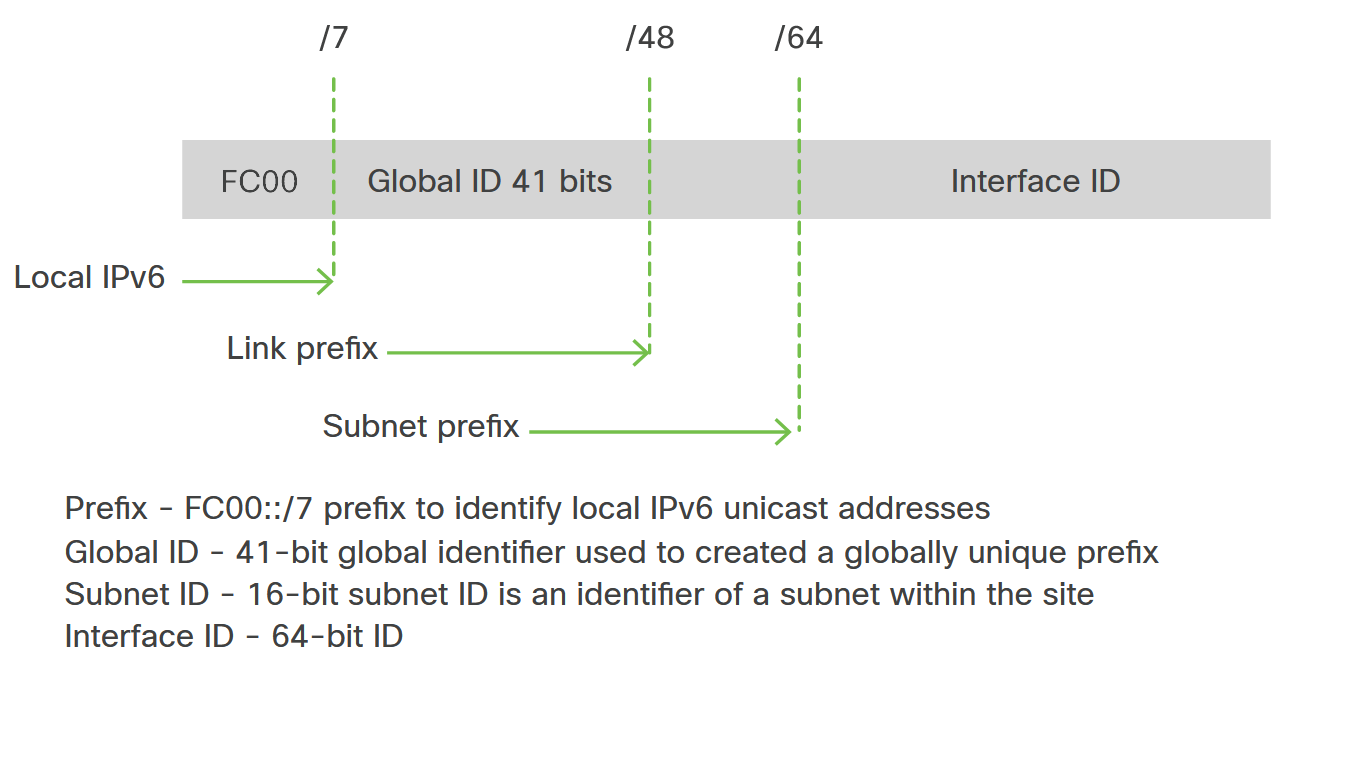 /7 /48 /64
FC00 Global ID 41 bits Interface ID
Local IPv6
Link prefix
Subnet prefix
Prefix - FC00::/7 prefix to identify local IPv6 unicast addresses
Global ID - 41-bit global identifier used to created a globally unique prefix
Subnet ID - 16-bit subnet ID is an identifier of a subnet within the site
Interface ID - 64-bit ID